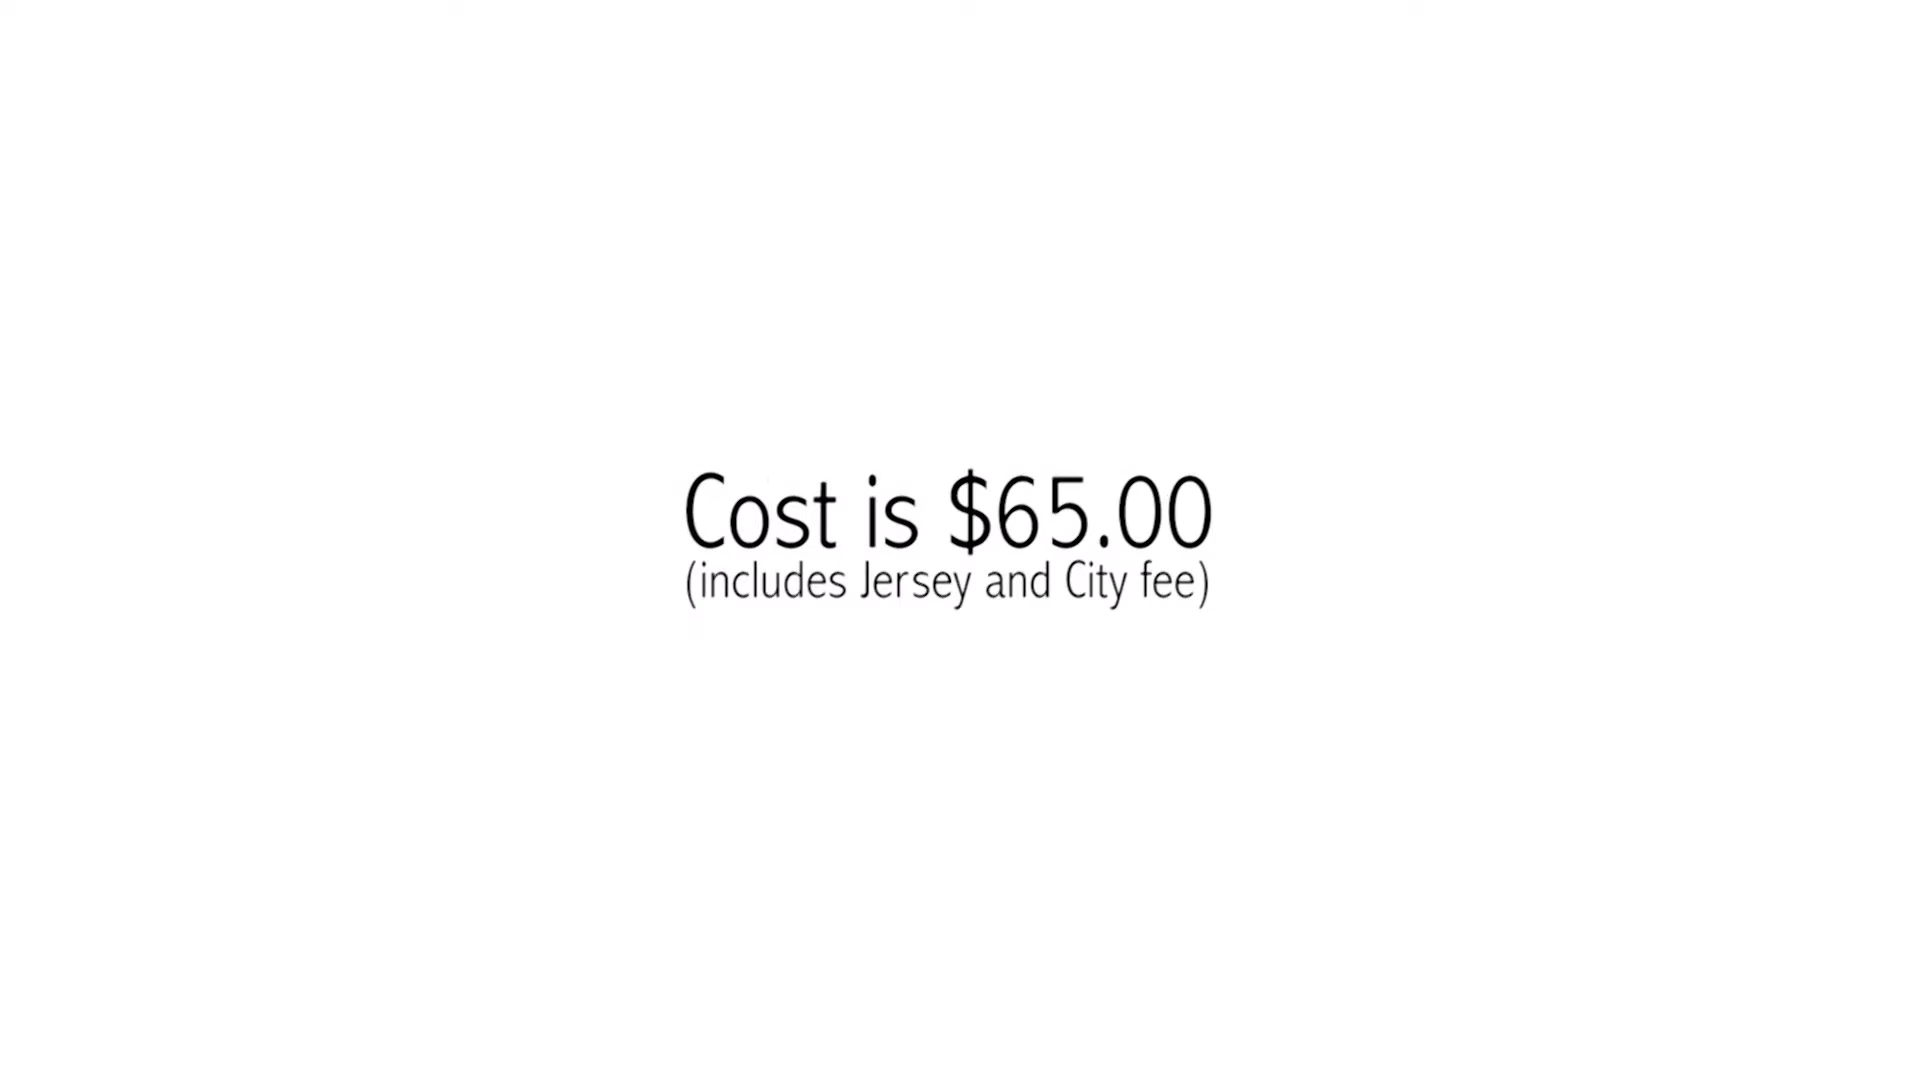 Cost is $65.00
(includes Jersey and City fee)